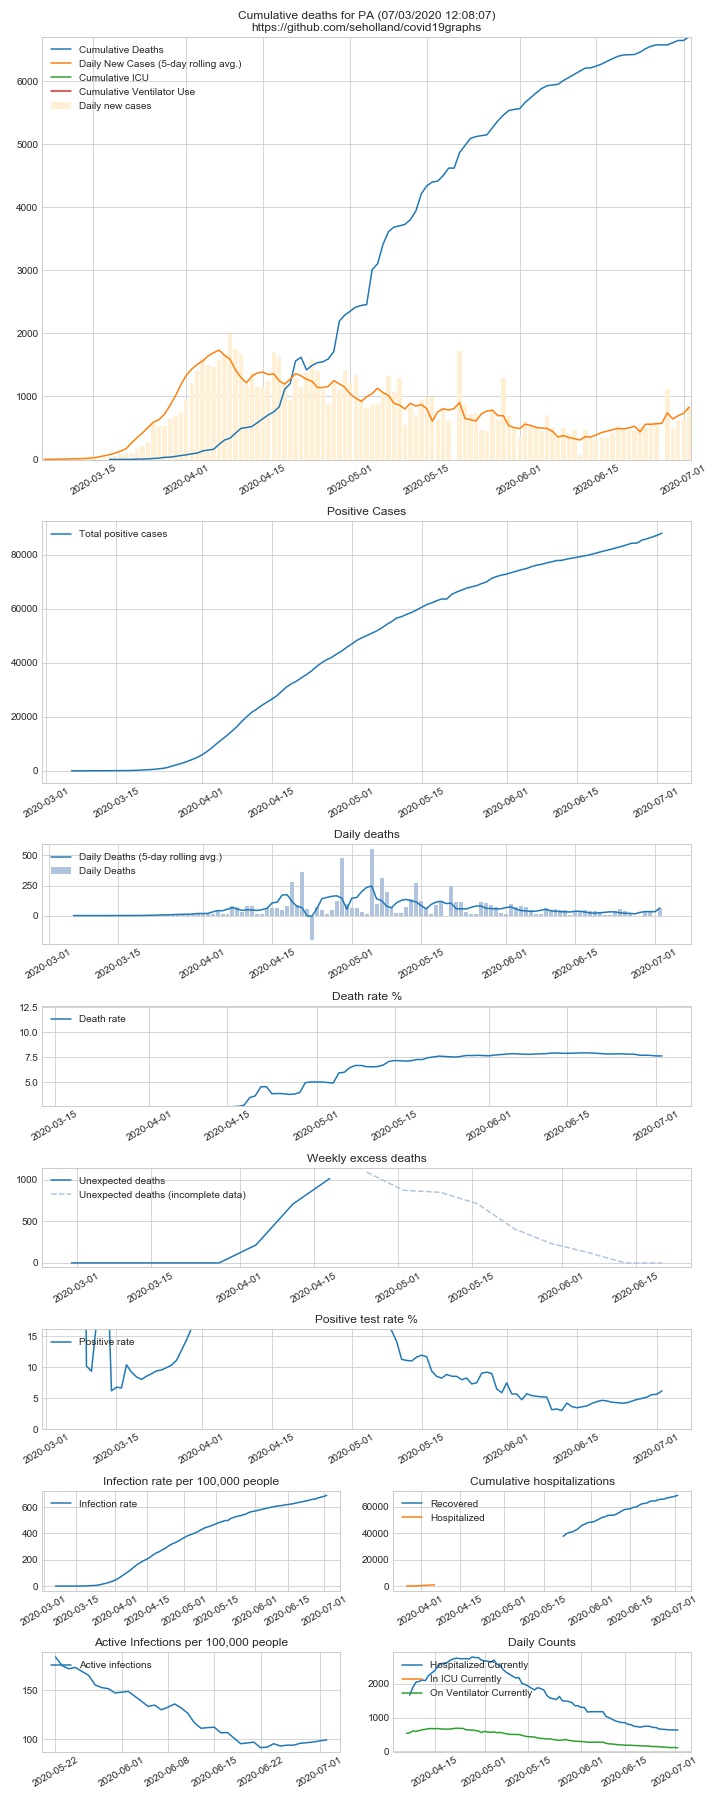 Cumulative deaths for PA (07/03/2020 12:08:07)
https://github.com/seholland/covid19graphs
Cumulative Deaths
Daily New Cases (5-day rolling avg.)
Cumulative ICU
Cumulative Ventilator Use
Daily new cases
6000
5000
4000
3000
2000
1000
0
2020-03-15 2020-04-01 2020-04-15 2020-05-01 2020-05-15 2020-06-01 2020-06-15 2020-07-01
Positive Cases
Total positive cases
80000
60000
40000
20000
0
2020-03-01 2020-03-15 2020-04-01 2020-04-15 2020-05-01 2020-05-15 2020-06-01 2020-06-15 2020-07-01
Daily deaths
Daily Deaths (5-day rolling avg.)
Daily Deaths
500
250
0
2020-03-01 2020-03-15 2020-04-01 2020-04-15 2020-05-01 2020-05-15 2020-06-01 2020-06-15 2020-07-01
Death rate %
Death rate
12.5
10.0
7.5
5.0
2020-03-15 2020-04-01 2020-04-15 2020-05-01 2020-05-15 2020-06-01 2020-06-15 2020-07-01
Weekly excess deaths
Unexpected deaths
Unexpected deaths (incomplete data)
1000
500
0
2020-03-01 2020-03-15 2020-04-01 2020-04-15 2020-05-01 2020-05-15 2020-06-01 2020-06-15
Positive test rate %
Positive rate
15
10
5
0
2020-03-01 2020-03-15 2020-04-01 2020-04-15 2020-05-01 2020-05-15 2020-06-01 2020-06-15 2020-07-01
Infection rate per 100,000 people
Infection rate
600
400
200
0
2020-03-01 2020-03-15 2020-04-01 2020-04-15 2020-05-01 2020-05-15 2020-06-01 2020-06-15 2020-07-01
Cumulative hospitalizations
Recovered
Hospitalized
60000
40000
20000
0
2020-04-01 2020-04-15 2020-05-01 2020-05-15 2020-06-01 2020-06-15 2020-07-01
Active Infections per 100,000 people
Active infections
150
100
2020-05-22 2020-06-01 2020-06-08 2020-06-15 2020-06-22 2020-07-01
Daily Counts
Hospitalized Currently
In ICU Currently
On Ventilator Currently
2000
1000
0
2020-04-15 2020-05-01 2020-05-15 2020-06-01 2020-06-15 2020-07-01